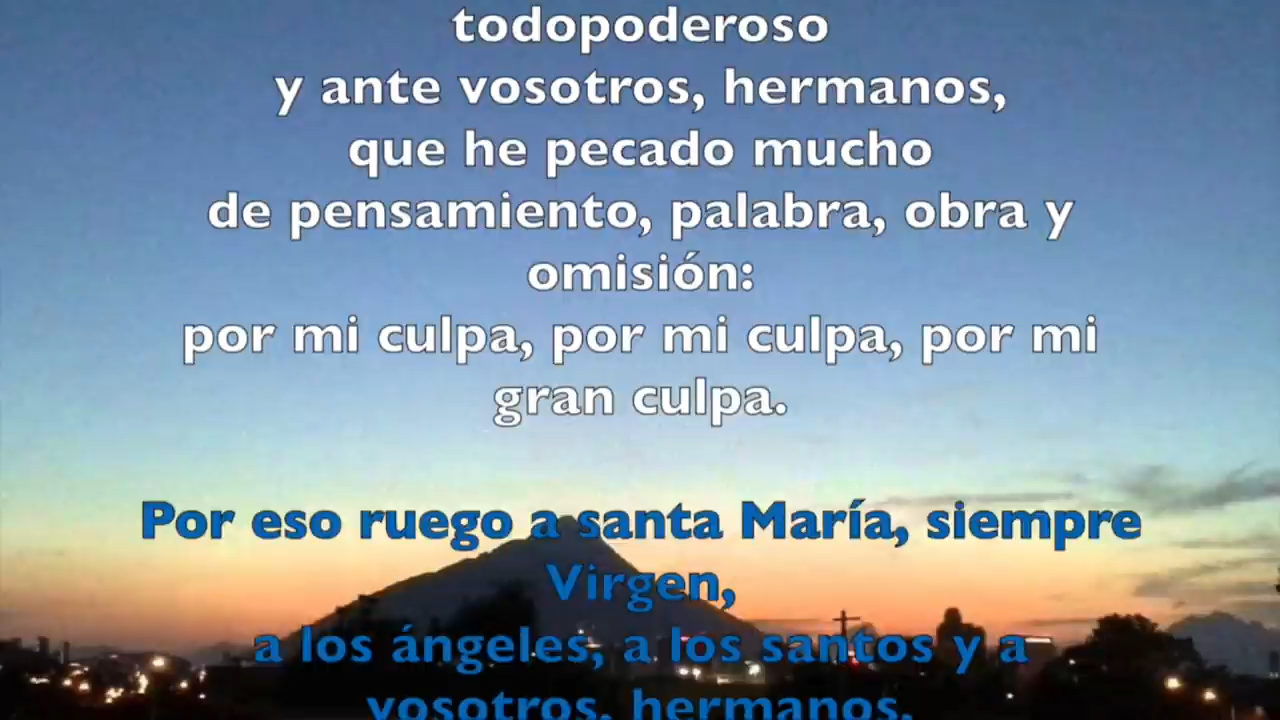 todopoderoso
y ante vosotros, hermanos,
que he pecado mucho
de pensamiento, palabra, obra y
omisión:
por mi culpa, por mi culpa, por mi
gran culpa.
Por eso ruego a santa María, siempre
Virgen,
a los ángeles, a los santos y a
vosotros, hermanos,